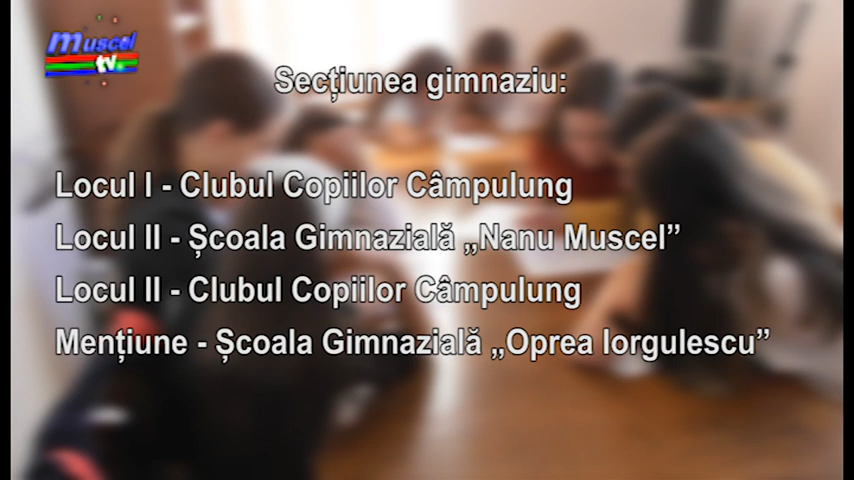 muscel
tv.
Secțiunea gimnaziu:
Locul I - Clubul Copiilor Câmpulung
Locul II - Școala Gimnazială „Nanu Muscel”
Locul II - Clubul Copiilor Câmpulung
Mențiune - Școala Gimnazială „Oprea Iorgulescu”